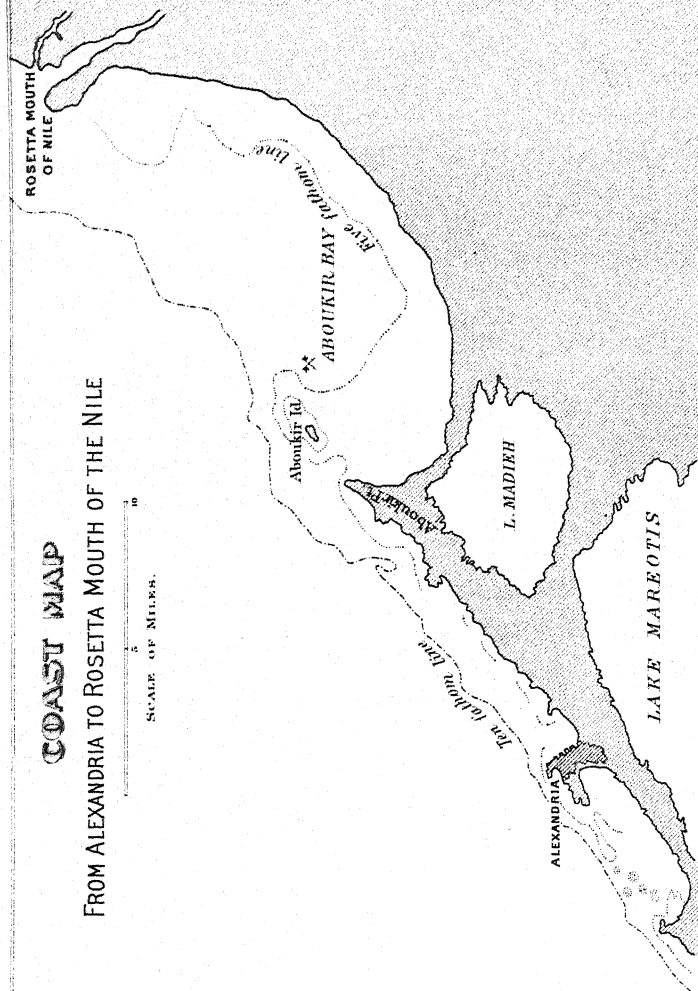 COAST MAP
FROM ALEXANDRIA TO ROSETTA MOUTH OF THE NILE
5
10
SCALE OF MILES.
ROSETTA MOUTH
OF NILE
Five fathom line
ABOUKIR BAY
Aboukir Id.
Aboukir Pt.
L. MADIEH
LAKE MAREOTIS
Ten fathom line
ALEXANDRIA